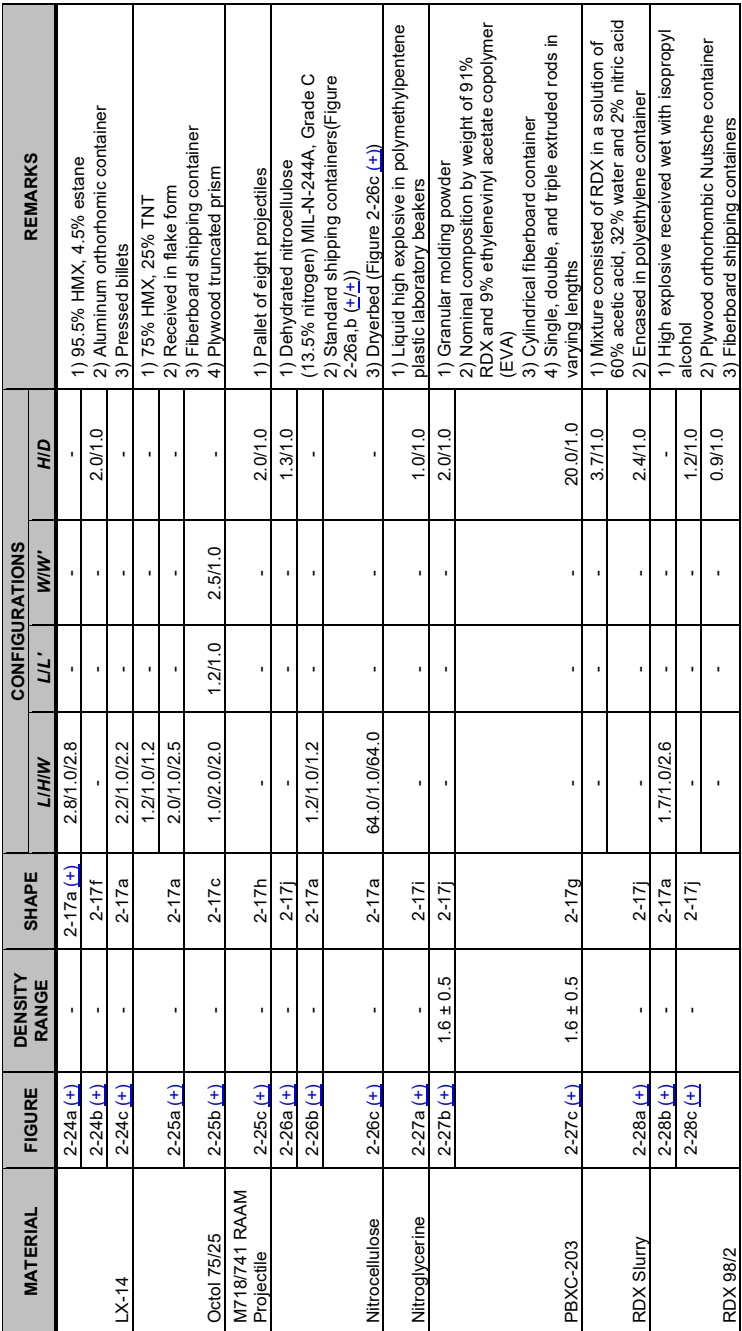 MATERIAL FIGURE DENSITY RANGE SHAPE CONFIGURATIONS REMARKS
L/H/W L/L' W/W' H/D
LX-14
2-24a (+) - 2-17a (+) 2.8/1.0/2.8 - - -
2-24b (+) - 2-17f - - - 2.0/1.0
2-24c (+) - 2-17a 2.2/1.0/2.2 - - -
1) 95.5% HMX, 4.5% estane
2) Aluminum orthorhomic container
3) Pressed billets
Octol 75/25
1.2/1.0/1.2 - - -
2-25a (+) - 2-17a 2.0/1.0/2.5 - - -
2-25b (+) - 2-17c 1.0/2.0/2.0 1.2/1.0 2.5/1.0 -
1) 75% HMX, 25% TNT
2) Received in flake form
3) Fiberboard shipping container
4) Plywood truncated prism
M718/741 RAAM
Projectile
2-25c (+) - 2-17h - - - 2.0/1.0
1) Pallet of eight projectiles
Nitrocellulose
2-26a (+) - 2-17j - - - 1.3/1.0
2-26b (+) - 2-17a 1.2/1.0/1.2 - - -
2-26c (+) - 2-17a 64.0/1.0/64.0 - - -
1) Dehydrated nitrocellulose
(13.5% nitrogen) MIL-N-244A, Grade C
2) Standard shipping containers(Figure
2-26a,b (+/+))
3) Dryerbed (Figure 2-26c (+))
Nitroglycerine
2-27a (+) - 2-17i - - - 1.0/1.0
1) Liquid high explosive in polymethylpentene
plastic laboratory beakers
PBXC-203
2-27b (+) 1.6 ± 0.5 2-17j - - - 2.0/1.0
2-27c (+) 1.6 ± 0.5 2-17g - - - 20.0/1.0
1) Granular molding powder
2) Nominal composition by weight of 91%
RDX and 9% ethylenevinyl acetate copolymer
(EVA)
3) Cylindrical fiberboard container
4) Single, double, and triple extruded rods in
varying lengths
RDX Slurry
- - - 3.7/1.0
2-28a (+) - 2-17j - - - 2.4/1.0
1) Mixture consisted of RDX in a solution of
60% acetic acid, 32% water and 2% nitric acid
2) Encased in polyethylene container
RDX 98/2
2-28b (+) - 2-17a 1.7/1.0/2.6 - - -
2-28c (+) - 2-17j - - - 1.2/1.0
- - - 0.9/1.0
1) High explosive received wet with isopropyl
alcohol
2) Plywood orthorhombic Nutsche container
3) Fiberboard shipping containers